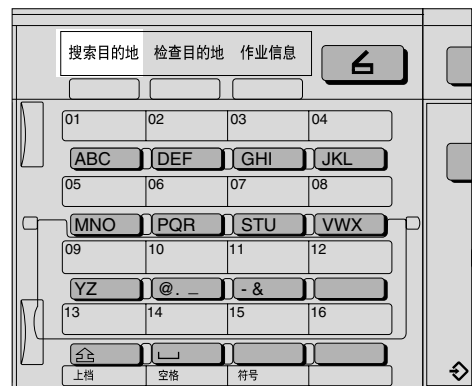 搜索目的地 检查目的地 作业信息
01 02 03 04
ABC DEF GHI JKL
05 06 07 08
MNO PQR STU VWX
09 10 11 12
YZ @. _ - &
13 14 15 16
上档 空格 符号